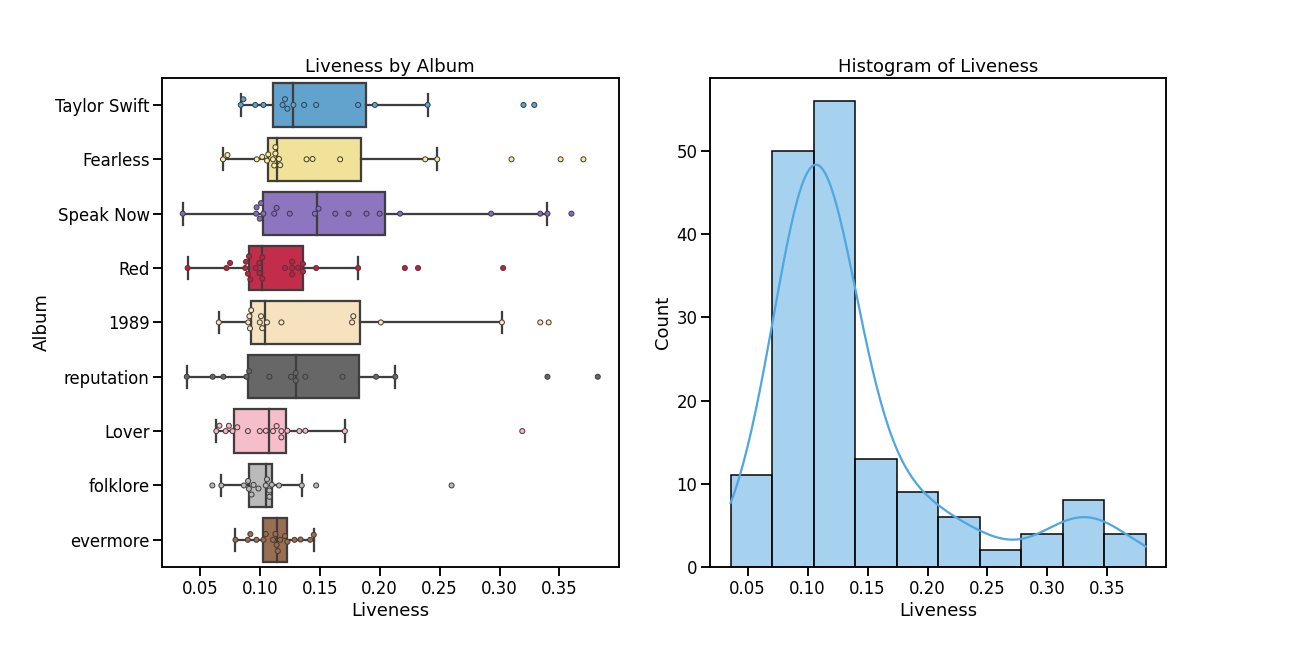 Liveness by Album
Album
Taylor Swift
Fearless
Speak Now
Red
1989
reputation
Lover
folklore
evermore
0.05 0.10 0.15 0.20 0.25 0.30 0.35
Liveness
Histogram of Liveness
Count
50
40
30
20
10
0
0.05 0.10 0.15 0.20 0.25 0.30 0.35
Liveness